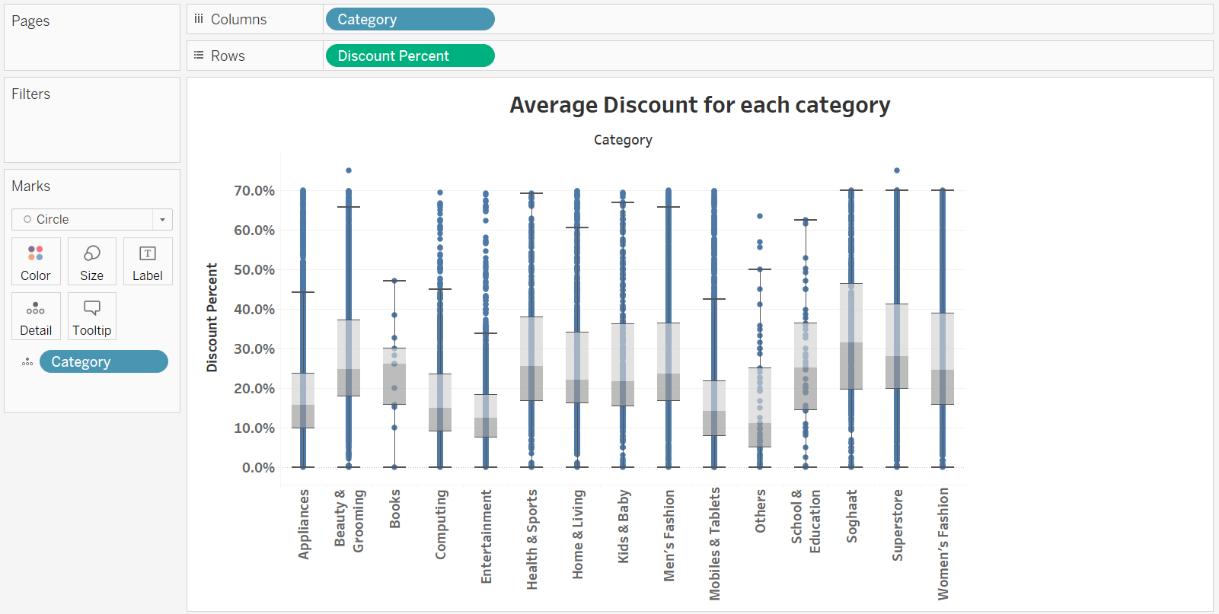 Pages
Columns
Category
Rows
Discount Percent
Filters
Marks
Circle
Color
Size
Label
Detail
Tooltip
Category
Average Discount for each category
Category
Discount Percent
70.0%
60.0%
50.0%
40.0%
30.0%
20.0%
10.0%
0.0%
Appliances
Beauty &
Grooming
Books
Computing
Entertainment
Health & Sports
Home & Living
Kids & Baby
Men's Fashion
Mobiles & Tablets
Others
School &
Education
Soghaat
Superstore
Women's Fashion